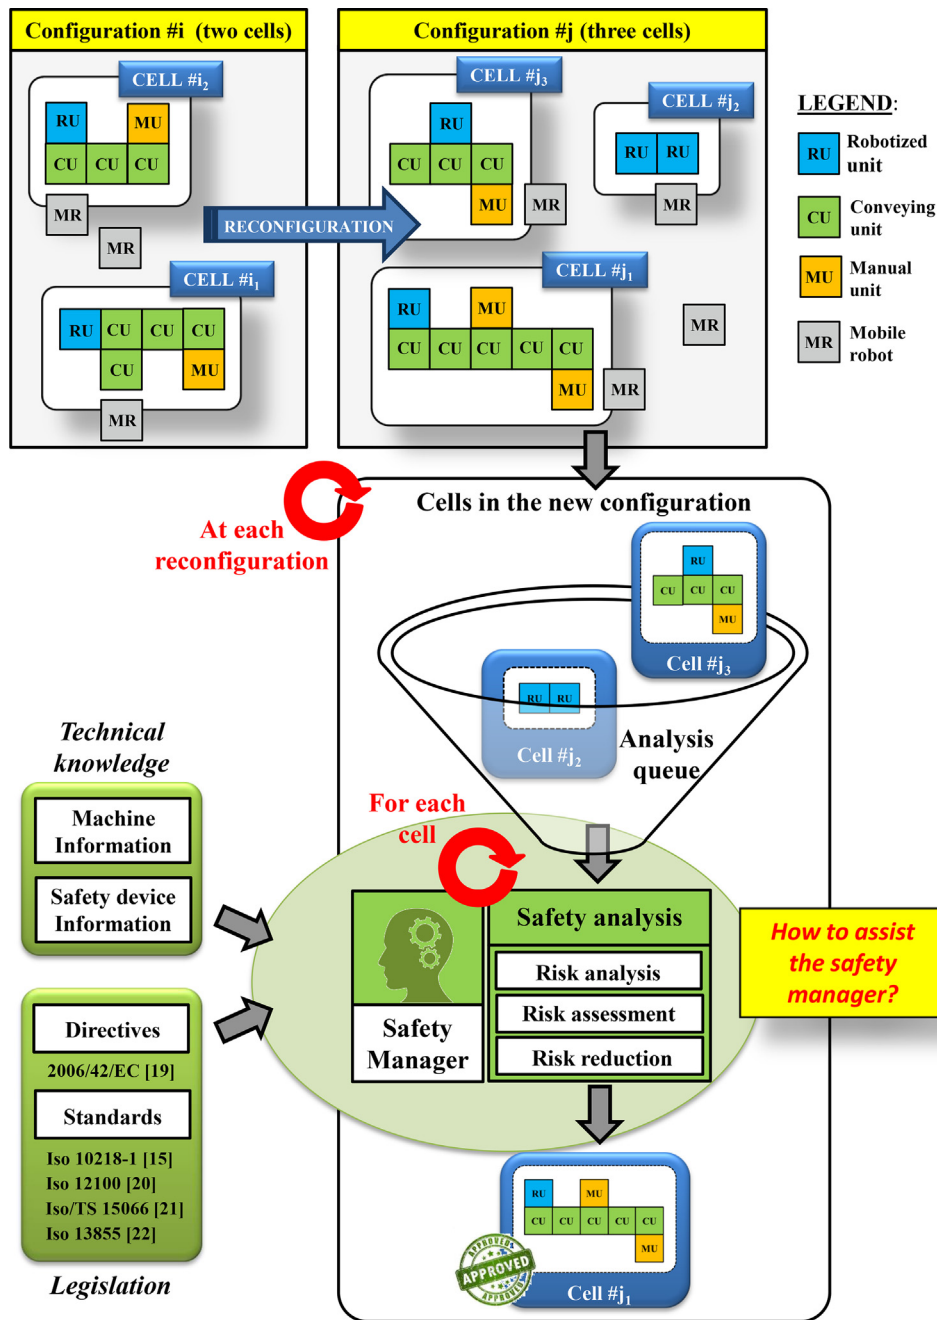 Configuration #i (two cells)
Configuration #j (three cells)
CELL #i2
RU
MU
CU CU CU
MR
MR
CELL #i1
RU CU CU CU
CU MU
MR
RECONFIGURATION
CELL #j3
RU
CU CU CU
MU MR
CELL #j2
RU RU
MR
CELL #j1
RU MU
CU CU CU CU CU
MU MR
MR
LEGEND:
RU Robotized
unit
CU Conveying
unit
MU Manual
unit
MR Mobile
robot
At each
reconfiguration
Cells in the new configuration
RU
CU CU CU
MU
Cell #j3
RU RU
Cell #j2
Analysis
queue
For each
cell
Technical
knowledge
Machine
Information
Safety device
Information
Directives
2006/42/EC [19]
Standards
Iso 10218-1 [15]
Iso 12100 [20]
Iso/TS 15066 [21]
Iso 13855 [22]
Legislation
Safety
Manager
Safety analysis
Risk analysis
Risk assessment
Risk reduction
How to assist
the safety
manager?
RU MU
CU CU CU CU CU
MU
Cell #j1
APPROVED
APPROVED
APPROVED